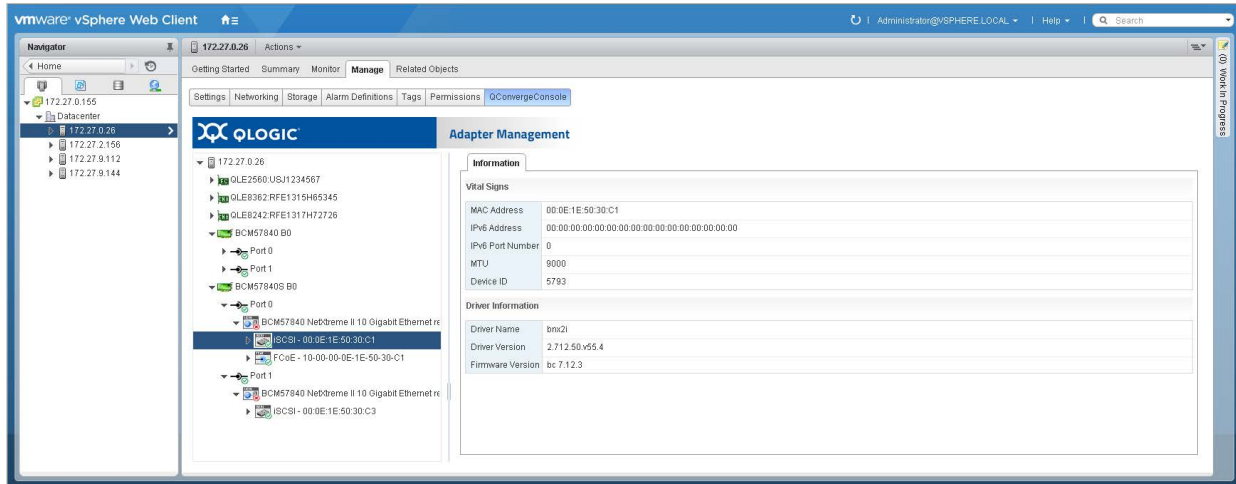 vmware® vSphere Web Client
Administrator@VSPHERE.LOCAL
Help
Search
Navigator
Home
172.27.0.155
Datacenter
172.27.0.26
172.27.2.156
172.27.9.112
172.27.9.144
172.27.0.26 Actions
Getting Started Summary Monitor Manage Related Objects
Settings Networking Storage Alarm Definitions Tags Permissions QConvergeConsole
QLOGIC®
Adapter Management
172.27.0.26
QLE2560:USJ1234567
QLE8362:RFE1315H65345
QLE8242:RFE1317H72726
BCM57840 B0
Port 0
Port 1
BCM57840S B0
Port 0
BCM57840 NetXtreme II 10 Gigabit Ethernet re
iSCSI - 00:0E:1E:50:30:C1
FCoE - 10-00-00-0E-1E-50-30-C1
Port 1
BCM57840 NetXtreme II 10 Gigabit Ethernet re
iSCSI - 00:0E:1E:50:30:C3
Information
Vital Signs
MAC Address 00:0E:1E:50:30:C1
IPv6 Address 00:00:00:00:00:00:00:00:00:00:00:00:00:00:00:00
IPv6 Port Number 0
MTU 9000
Device ID 5793
Driver Information
Driver Name bnx2i
Driver Version 2.712.50.v55.4
Firmware Version bc 7.12.3
(0) Work In Progress